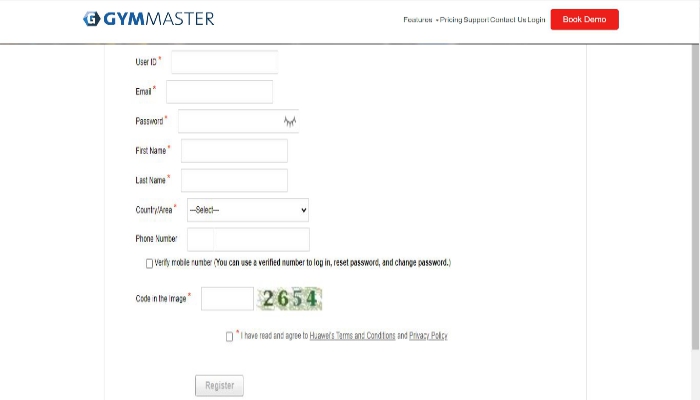 GYMMASTER
Features Pricing Support Contact Us Login Book Demo
User ID *
Email *
Password *
First Name *
Last Name *
Country/Area * ---Select---
Phone Number
Verify mobile number (You can use a verified number to log in, reset password, and change password.)
Code in the Image * 2654
* I have read and agree to Huawei's Terms and Conditions and Privacy Policy
Register